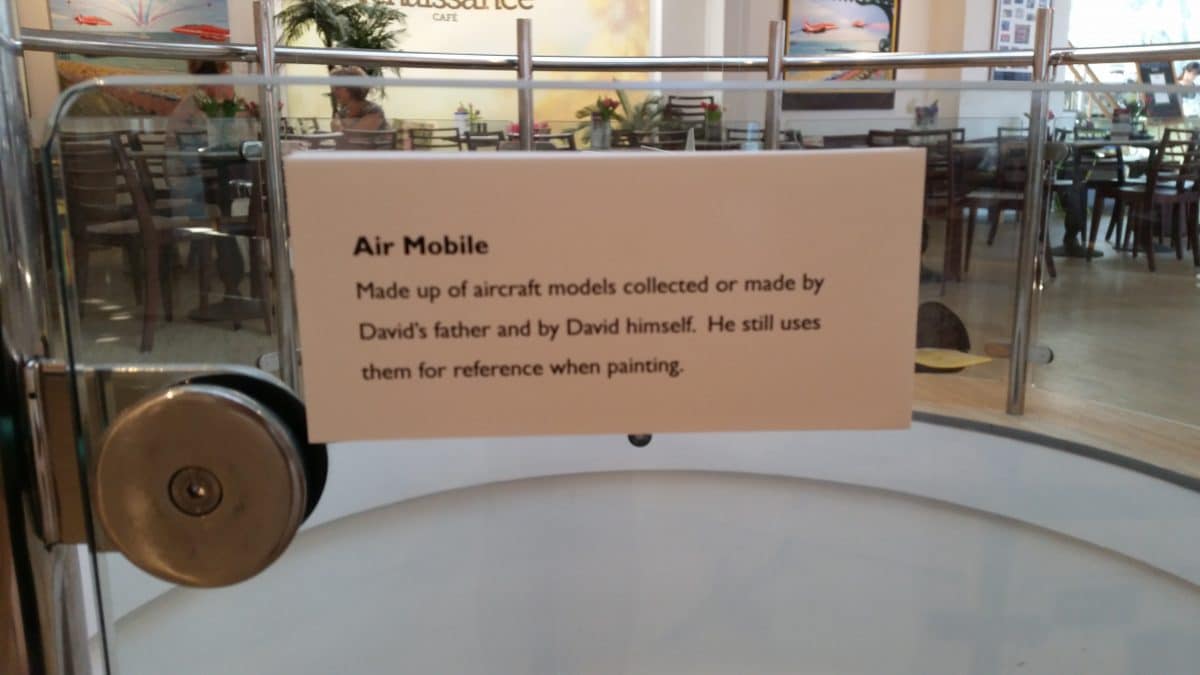 CAFÉ
Air Mobile
Made up of aircraft models collected or made by
David's father and by David himself. He still uses
them for reference when painting.